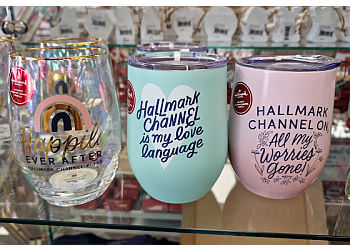 Happily
EVER AFTER
HALLMARK CHANNEL
Hallmark
CHANNEL
is my love
language
HALLMARK
CHANNEL ON
All my
Worries
Gone!